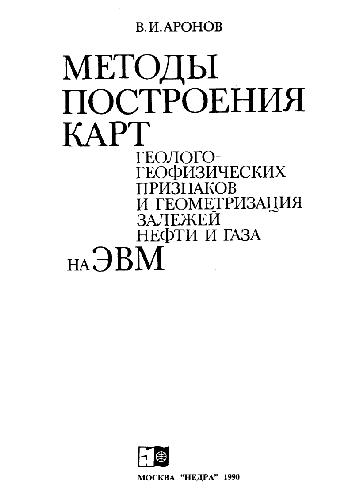 В. И. АРОНОВ
МЕТОДЫ
ПОСТРОЕНИЯ
КАРТ
ГЕОЛОГО-
ГЕОФИЗИЧЕСКИХ
ПРИЗНАКОВ
И ГЕОМЕТРИЗАЦИЯ
ЗАЛЕЖЕЙ
НЕФТИ И ГАЗА
НА ЭВМ
МОСКВА "НЕДРА" 1990